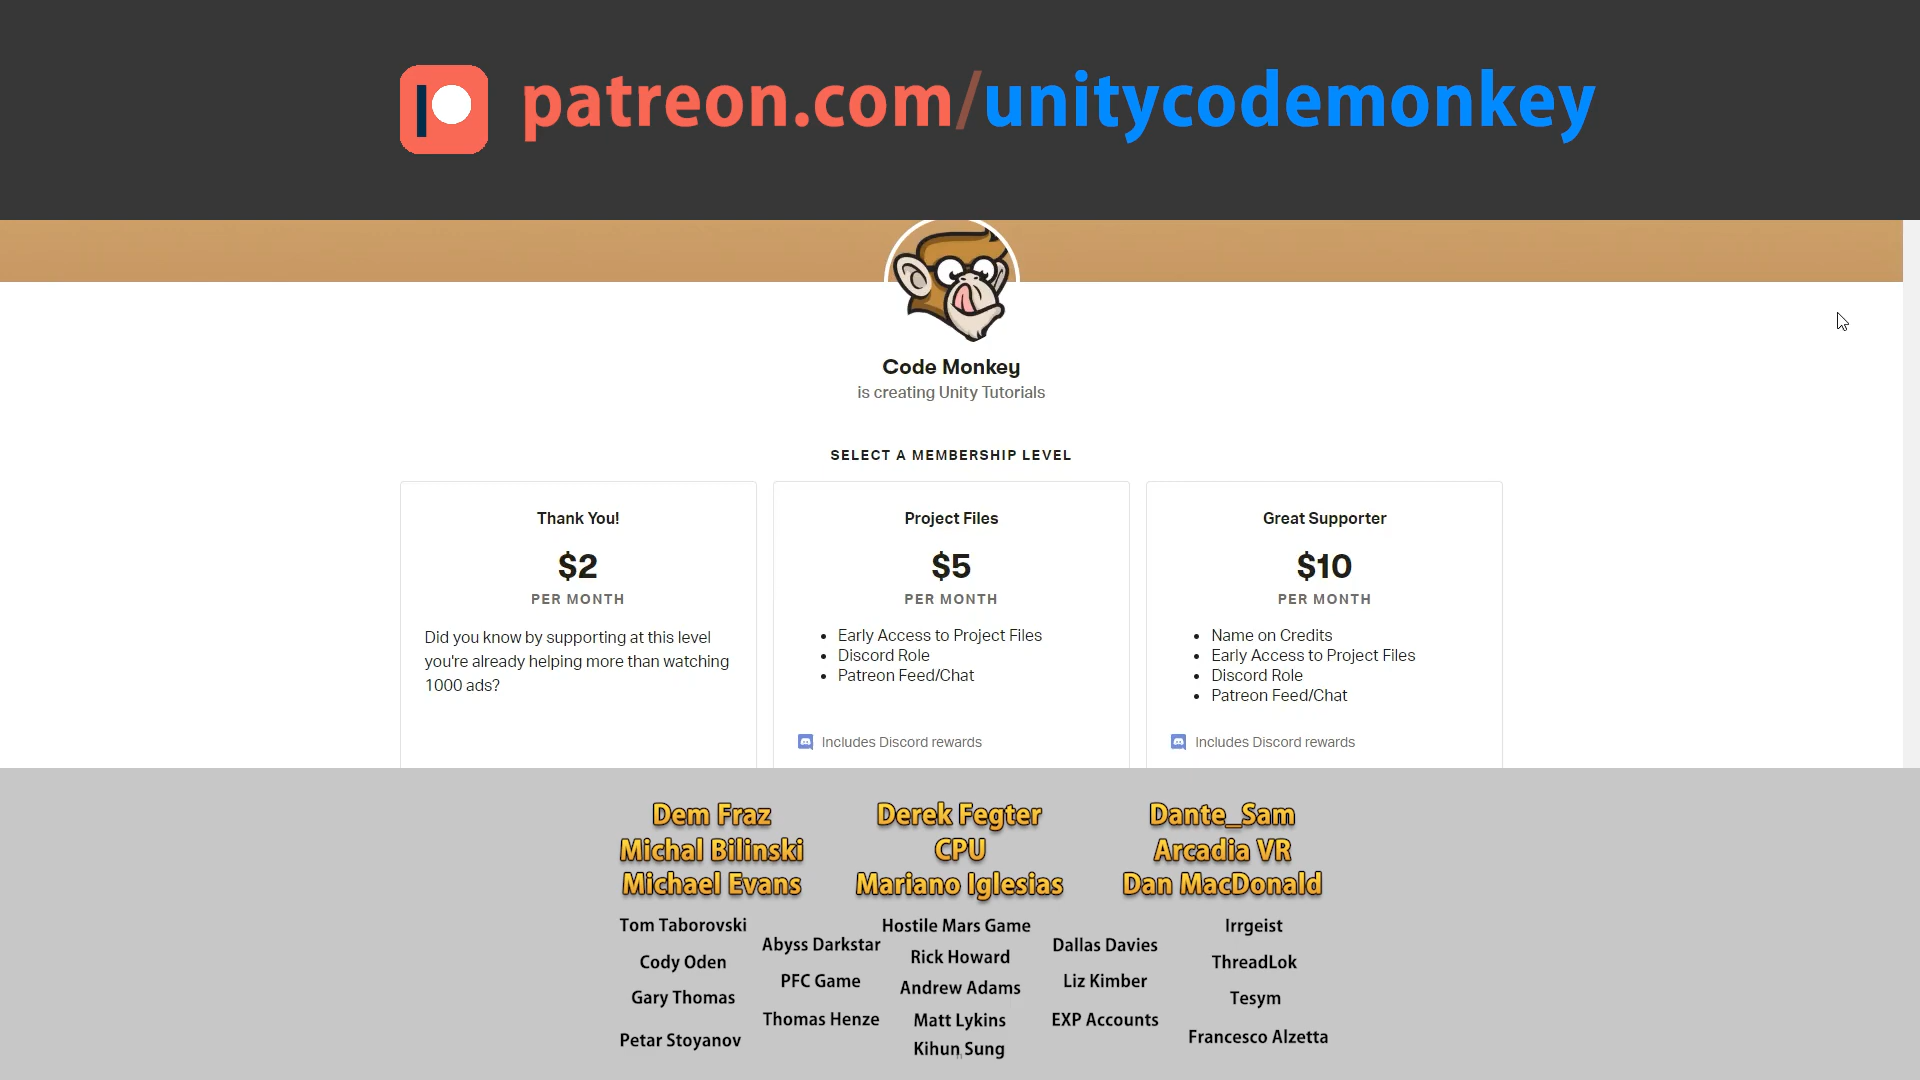 patreon.com/unitycodemonkey
Code Monkey
is creating Unity Tutorials
SELECT A MEMBERSHIP LEVEL
Thank You!
$2
PER MONTH
Did you know by supporting at this level
you're already helping more than watching
1000 ads?
Project Files
$5
PER MONTH
• Early Access to Project Files
• Discord Role
• Patreon Feed/Chat
Includes Discord rewards
Great Supporter
$10
PER MONTH
• Name on Credits
• Early Access to Project Files
• Discord Role
• Patreon Feed/Chat
Includes Discord rewards
Dem Fraz
Michal Bilinski
Michael Evans
Derek Fegter
CPU
Mariano Iglesias
Dante_Sam
Arcadia VR
Dan MacDonald
Tom Taborovski
Cody Oden
Gary Thomas
Petar Stoyanov
Abyss Darkstar
PFC Game
Thomas Henze
Hostile Mars Game
Rick Howard
Andrew Adams
Matt Lykins
Kihun Sung
Dallas Davies
Liz Kimber
EXP Accounts
Irrgeist
ThreadLok
Tesym
Francesco Alzetta